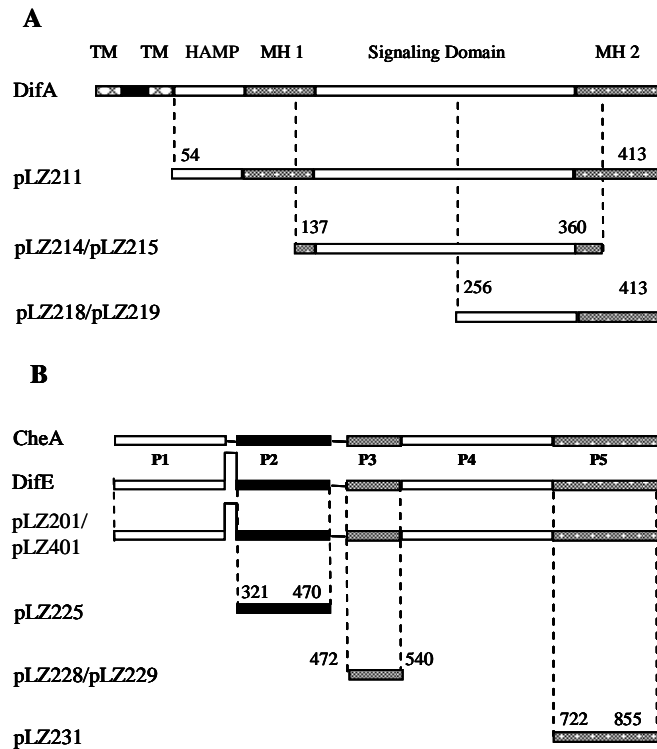 A
TM TM HAMP MH 1 Signaling Domain MH 2
DifA
54 413
pLZ211
137 360
pLZ214/pLZ215
256 413
pLZ218/pLZ219
B
CheA
P1 P2 P3 P4 P5
DifE
pLZ201/
pLZ401
321 470
pLZ225
472 540
pLZ228/pLZ229
722 855
pLZ231